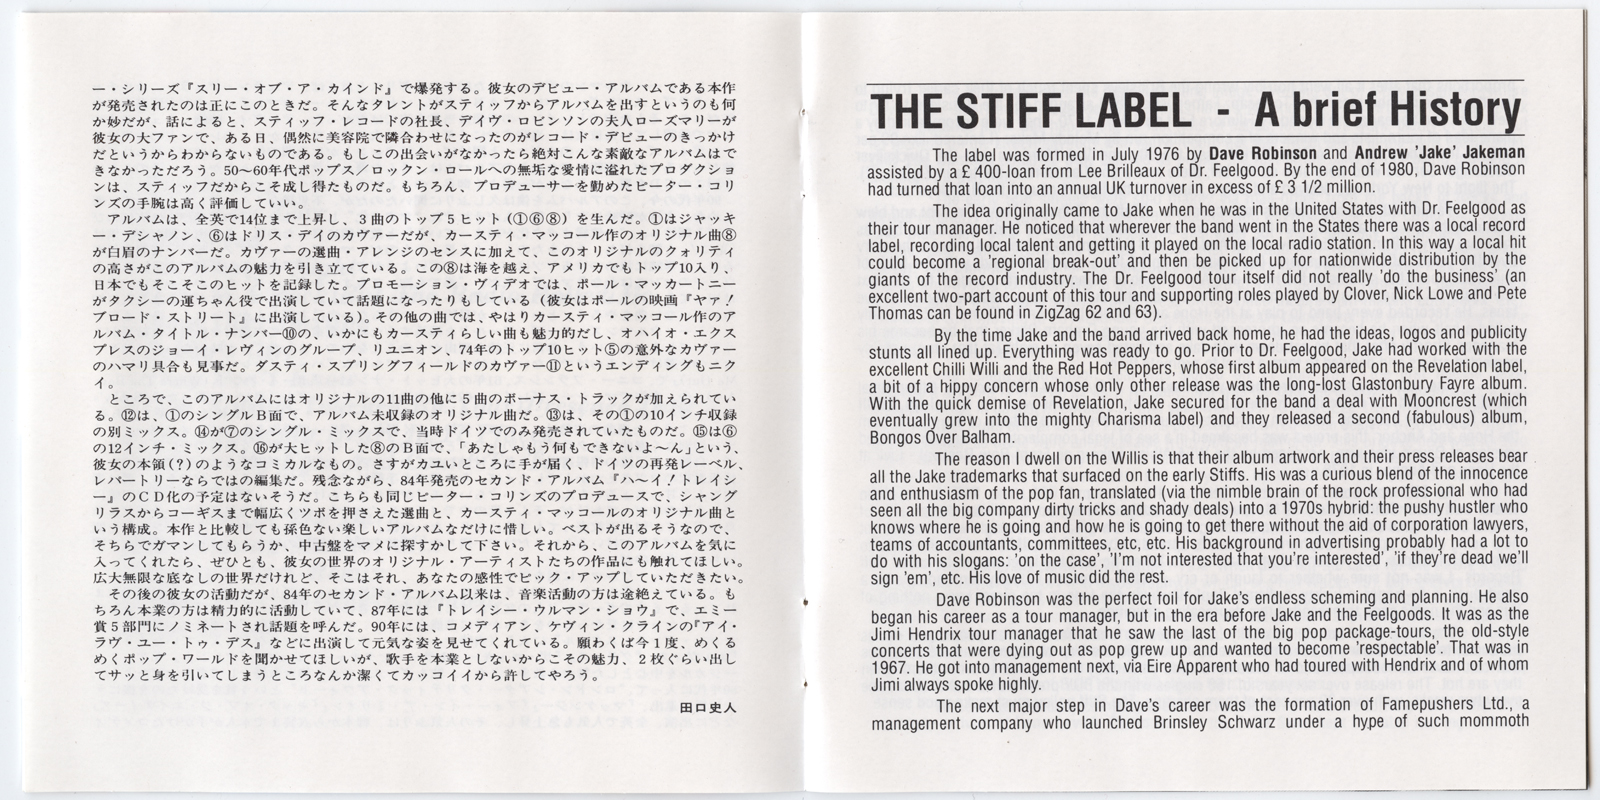 ー・シリーズ『スリー・オブ・ア・カインド』で爆発する。彼女のデビュー・アルバムである本作
が発売されたのは正にこのときだ。そんなタレントがスティッフからアルバムを出すというのも何
か妙だが、話によると、スティッフ・レコードの社長、デイヴ・ロビンソンの夫人ローズマリーが
彼女の大ファンで、ある日、偶然に美容院で隣合わせになったのがレコード・デビューのきっかけ
だというからわからないものである。もしこの出会いがなかったら絶対こんな素敵なアルバムはで
きなかっただろう。50〜60年代ポップス／ロックン・ロールへの無垢な愛情に溢れたプロダクショ
ンは、スティッフだからこそ成し得たものだ。もちろん、プロデューサーを勤めたピーター・コリ
ンズの手腕は高く評価していい。
アルバムは、全英で14位まで上昇し、３曲のトップ５ヒット(①⑥⑧）を生んだ。①はジャッキ
ー・デシャノン、⑥はドリス・デイのカヴァーだが、カースティ・マッコール作のオリジナル曲⑧
が白眉のナンバーだ。カヴァーの選曲・アレンジのセンスに加えて、このオリジナルのクォリティ
の高さがこのアルバムの魅力を引き立てている。この⑧は海を越え、アメリカでもトップ10入り、
日本でもそこそこのヒットを記録した。プロモーション・ヴィデオでは、ポール・マッカートニー
がタクシーの運ちゃん役で出演していて話題になったりもしている（彼女はポールの映画『ヤァ！
ブロード・ストリート』に出演している)。その他の曲では、やはりカースティ・マッコール作のア
ルバム・タイトル・ナンバー⑩の、いかにもカースティらしい曲も魅力的だし、オハイオ・エクス
プレスのジョーイ・レヴィンのグループ、リユニオン、74年のトップ10ヒット⑤の意外なカヴァー
のハマリ具合も見事だ。ダスティ・スプリングフィールドのカヴァー⑪というエンディングもニク
イ。
ところで、このアルバムにはオリジナルの11曲の他に５曲のボーナス・トラックが加えられてい
る。⑫は、①のシングルＢ面で、アルバム未収録のオリジナル曲だ。⑬は、その①の10インチ収録
の別ミックス。⑭が⑦のシングル・ミックスで、当時ドイツでのみ発売されていたものだ。⑮は⑥
の12インチ・ミックス。⑯が大ヒットした⑧のＢ面で、「あたしゃもう何もできないよ〜ん」という、
彼女の本領(？)のようなコミカルなもの。さすがカユいところに手が届く、ドイツの再発レーベル、
レパートリーならではの編集だ。残念ながら、84年発売のセカンド・アルバム『ハ〜イ！トレイシ
ー』のＣＤ化の予定はないそうだ。こちらも同じピーター・コリンズのプロデュースで、シャング
リラスからコーギスまで幅広くツボを押さえた選曲と、カースティ・マッコールのオリジナル曲と
いう構成。本作と比較しても孫色ない楽しいアルバムなだけに惜しい。ベストが出るそうなので、
そちらでガマンしてもらうか、中古盤をマメに探すかして下さい。それから、このアルバムを気に
入ってくれたら、ぜひとも、彼女の世界のオリジナル・アーティストたちの作品にも触れてほしい。
広大無限な底なしの世界だけれど、そこはそれ、あなたの感性でピック・アップしていただきたい。
その後の彼女の活動だが、84年のセカンド・アルバム以来は、音楽活動の方は途絶えている。も
ちろん本業の方は精力的に活動していて、87年には『トレイシー・ウルマン・ショウ』で、エミー
賞５部門にノミネートされ話題を呼んだ。90年には、コメディアン、ケヴィン・クラインの『アイ・
ラヴ・ユー・トゥ・デス』などに出演して元気な姿を見せてくれている。願わくば今１度、めくる
めくポップ・ワールドを聞かせてほしいが、歌手を本業としないからこその魅力、２枚ぐらい出し
てサッと身を引いてしまうところなんか潔くてカッコイイから許してやろう。
田口史人
THE STIFF LABEL - A brief History
The label was formed in July 1976 by Dave Robinson and Andrew 'Jake' Jakeman
assisted by a £ 400-loan from Lee Brilleaux of Dr. Feelgood. By the end of 1980, Dave Robinson
had turned that loan into an annual UK turnover in excess of £ 3 1/2 million.
The idea originally came to Jake when he was in the United States with Dr. Feelgood as
their tour manager. He noticed that wherever the band went in the States there was a local record
label, recording local talent and getting it played on the local radio station. In this way a local hit
could become a 'regional break-out' and then be picked up for nationwide distribution by the
giants of the record industry. The Dr. Feelgood tour itself did not really 'do the business' (an
excellent two-part account of this tour and supporting roles played by Clover, Nick Lowe and Pete
Thomas can be found in ZigZag 62 and 63).
By the time Jake and the band arrived back home, he had the ideas, logos and publicity
stunts all lined up. Everything was ready to go. Prior to Dr. Feelgood, Jake had worked with the
excellent Chilli Willi and the Red Hot Peppers, whose first album appeared on the Revelation label,
a bit of a hippy concern whose only other release was the long-lost Glastonbury Fayre album.
With the quick demise of Revelation, Jake secured for the band a deal with Mooncrest (which
eventually grew into the mighty Charisma label) and they released a second (fabulous) album,
Bongos Over Balham.
The reason I dwell on the Willis is that their album artwork and their press releases bear
all the Jake trademarks that surfaced on the early Stiffs. His was a curious blend of the innocence
and enthusiasm of the pop fan, translated (via the nimble brain of the rock professional who had
seen all the big company dirty tricks and shady deals) into a 1970s hybrid: the pushy hustler who
knows where he is going and how he is going to get there without the aid of corporation lawyers,
teams of accountants, committees, etc, etc. His background in advertising probably had a lot to
do with his slogans: 'on the case', 'I'm not interested that you're interested', 'if they're dead we'll
sign 'em', etc. His love of music did the rest.
Dave Robinson was the perfect foil for Jake's endless scheming and planning. He also
began his career as a tour manager, but in the era before Jake and the Feelgoods. It was as the
Jimi Hendrix tour manager that he saw the last of the big pop package-tours, the old-style
concerts that were dying out as pop grew up and wanted to become 'respectable'. That was in
1967. He got into management next, via Eire Apparent who had toured with Hendrix and of whom
Jimi always spoke highly.
The next major step in Dave's career was the formation of Famepushers Ltd., a
management company who launched Brinsley Schwarz under a hype of such mammoth